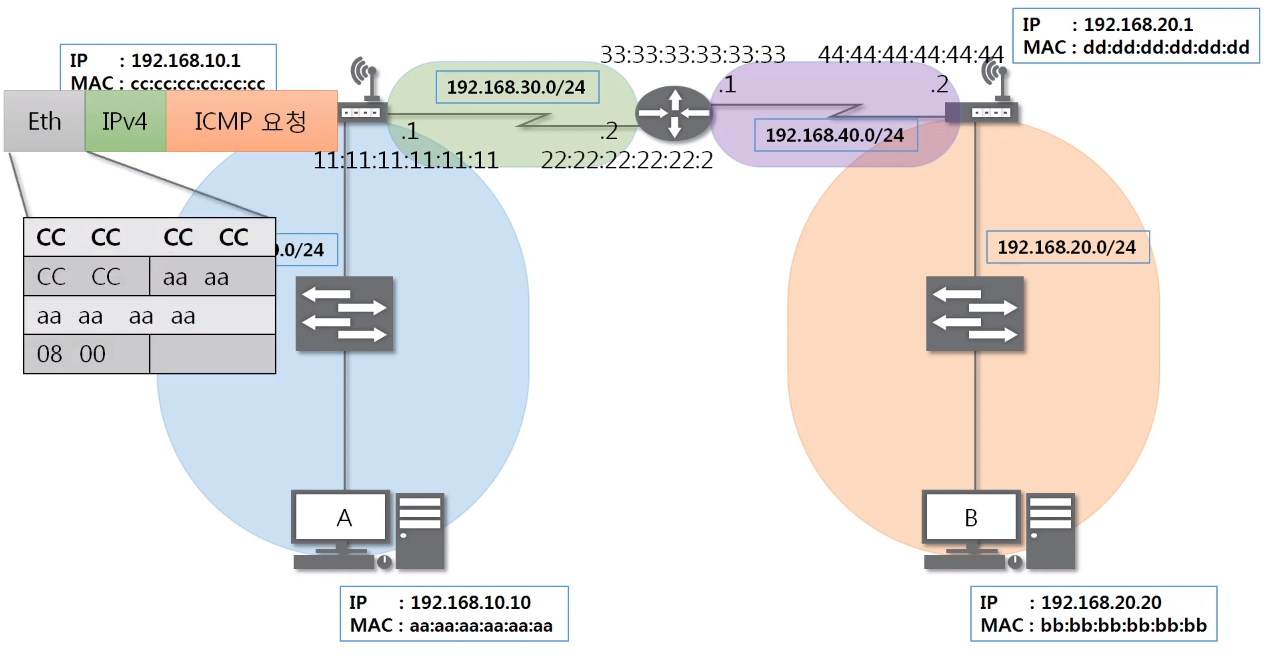 IP : 192.168.10.1
MAC : cc:cc:cc:cc:cc:cc
Eth
IPv4
ICMP 요청
33:33:33:33:33:33
44:44:44:44:44:44
IP : 192.168.20.1
MAC : dd:dd:dd:dd:dd:dd
192.168.30.0/24
.1
.2
.1
.2
192.168.40.0/24
11:11:11:11:11:11
22:22:22:22:22:2
CC CC CC CC
CC CC aa aa
aa aa aa aa
08 00
.0/24
192.168.20.0/24
A
B
IP : 192.168.10.10
MAC : aa:aa:aa:aa:aa:aa
IP : 192.168.20.20
MAC : bb:bb:bb:bb:bb:bb